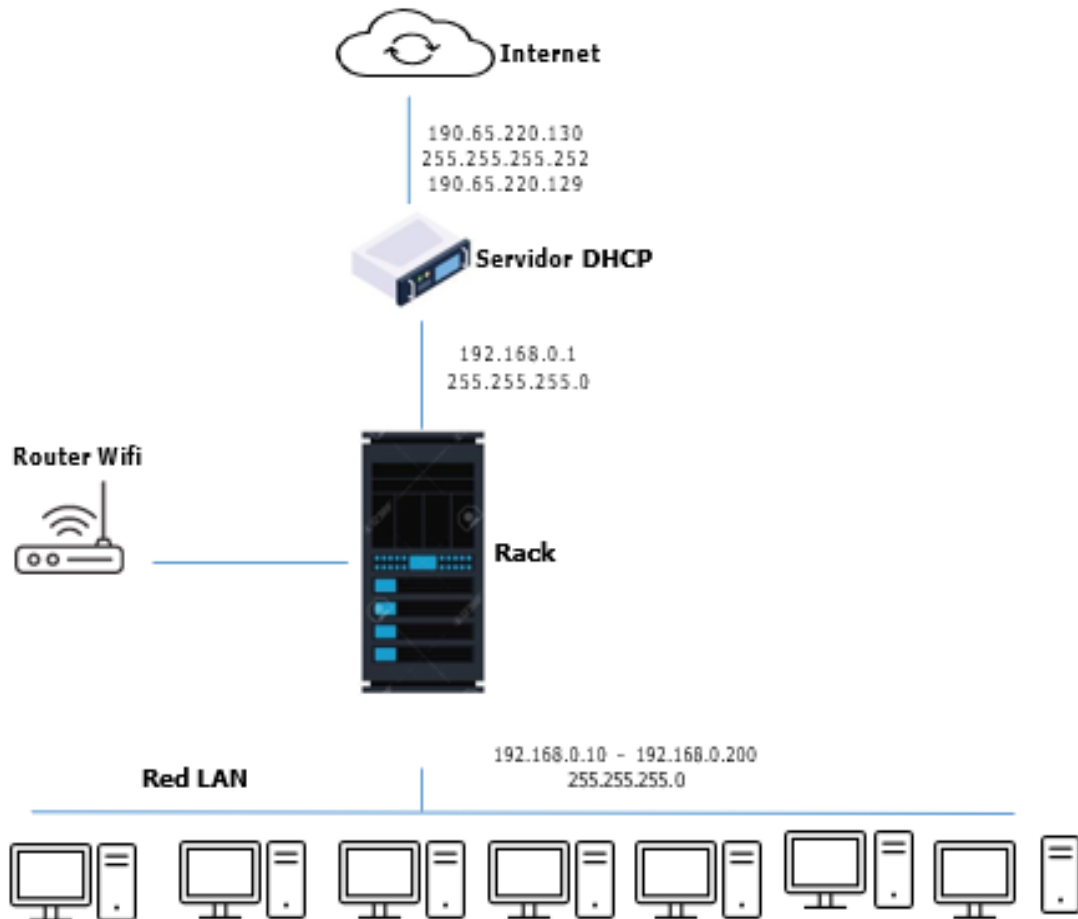 Internet
190.65.220.130
255.255.255.252
190.65.220.129
Servidor DHCP
192.168.0.1
255.255.255.0
Router Wifi
Rack
192.168.0.10 - 192.168.0.200
255.255.255.0
Red LAN